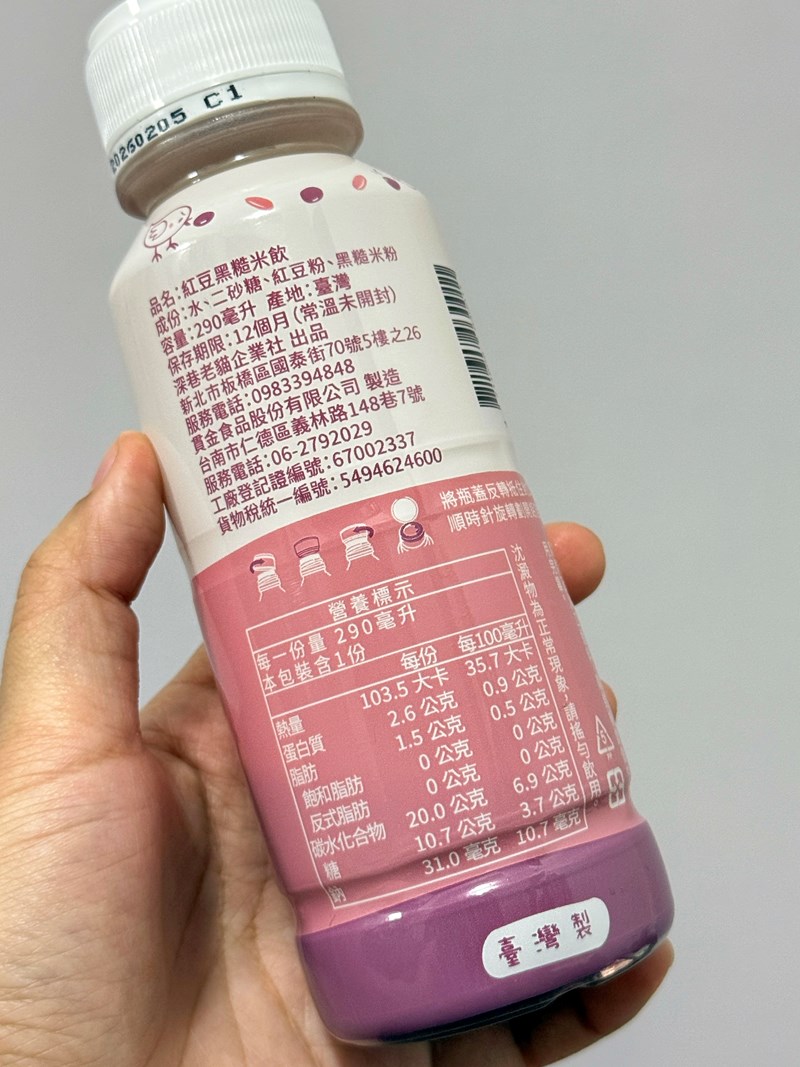 20260205 C1
品名:紅豆黑糙米飲
成份:水、二砂糖、紅豆粉、黑糙米粉
容量:290毫升 產地:臺灣
保存期限:12個月(常溫未開封)
深巷老貓企業社 出品
新北市板橋區國泰街70號5樓之26
服務電話:0983394848
貫金食品股份有限公司 製造
台南市仁德區義林路148巷7號
服務電話:06-2792029
工廠登記證編號:67002337
貨物稅統一編號:5494624600
將瓶蓋反轉抵住
順時針旋轉
營養標示
每一份量 290毫升
本包裝含1份
每份 每100毫升
熱量 103.5 大卡 35.7 大卡
蛋白質 2.6 公克 0.9 公克
脂肪 1.5 公克 0.5 公克
飽和脂肪 0 公克 0 公克
反式脂肪 0 公克 0 公克
碳水化合物 20.0 公克 6.9 公克
糖 10.7 公克 3.7 公克
鈉 31.0 毫克 10.7 毫克
沈澱物為正常現象,請搖勻飲用。
臺灣製